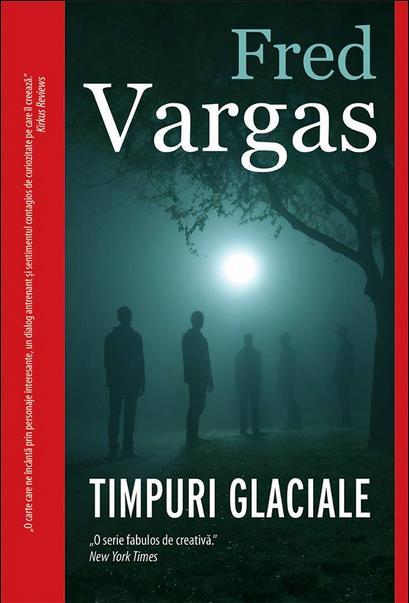 Fred
Vargas
TIMPURI GLACIALE
„O serie fabulos de creativă.”
New York Times
„O carte care ne încântă prin personaje interesante, un dialog antrenant și sentimentul contagios de curiozitate pe care îl creează.”
Kirkus Reviews